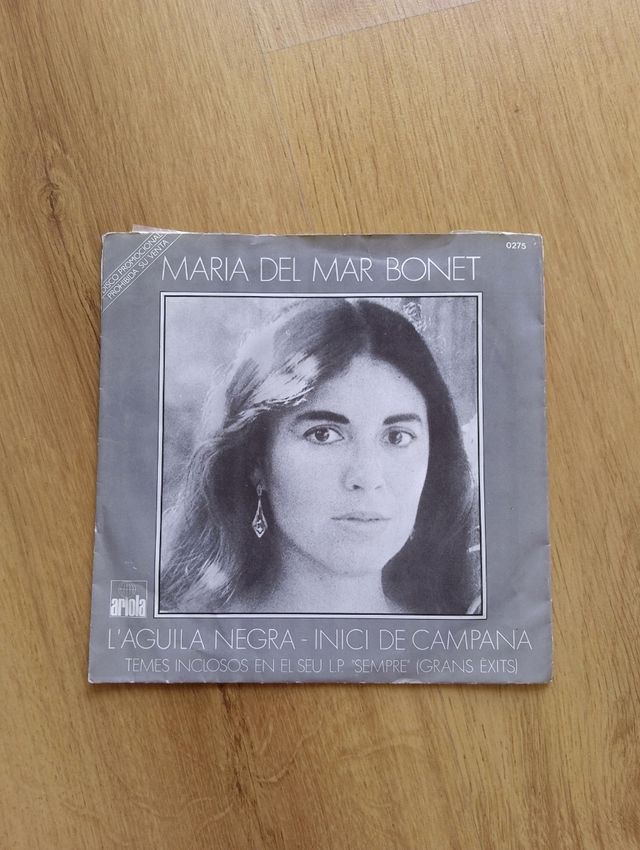 DISCO PROMOCIONAL
PROHIBIDA SU VENTA
0275
MARIA DEL MAR BONET
ariola
L'AGUILA NEGRA - INICI DE CAMPANA
TEMES INCLOSOS EN EL SEU L.P. "SEMPRE" (GRANS ÈXITS)